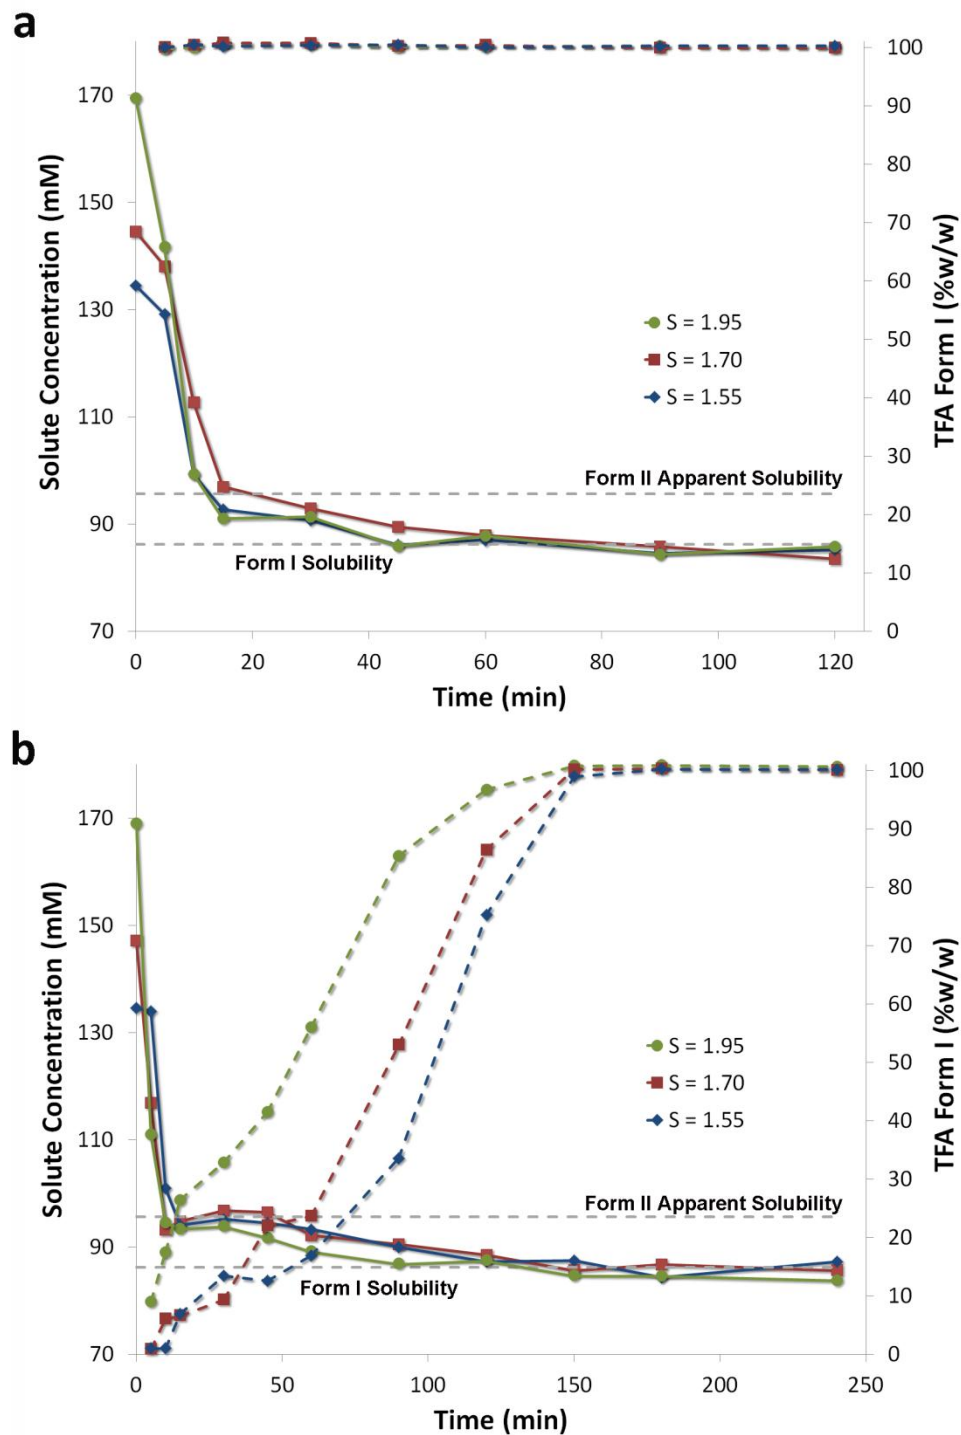 a
170
150
130
110
90
70
Solute Concentration (mM)
100
90
80
70
60
50
40
30
20
10
0
TFA Form I (%w/w)
S = 1.95
S = 1.70
S = 1.55
Form II Apparent Solubility
Form I Solubility
0 20 40 60 80 100 120
Time (min)
b
170
150
130
110
90
70
Solute Concentration (mM)
100
90
80
70
60
50
40
30
20
10
0
TFA Form I (%w/w)
S = 1.95
S = 1.70
S = 1.55
Form II Apparent Solubility
Form I Solubility
0 50 100 150 200 250
Time (min)